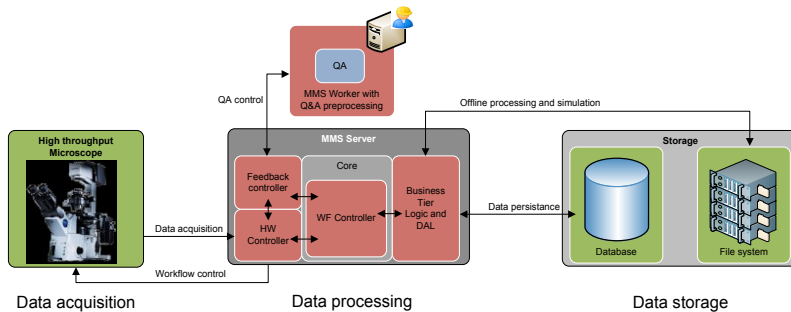 QA
MMS Worker with
Q&A preprocessing
QA control
Offline processing and simulation
High throughput
Microscope
MMS Server
Storage
Feedback
controller
Core
Business
Tier
Logic and
DAL
WF Controller
HW
Controller
Data acquisition
Data persistance
Database
File system
Workflow control
Data acquisition
Data processing
Data storage